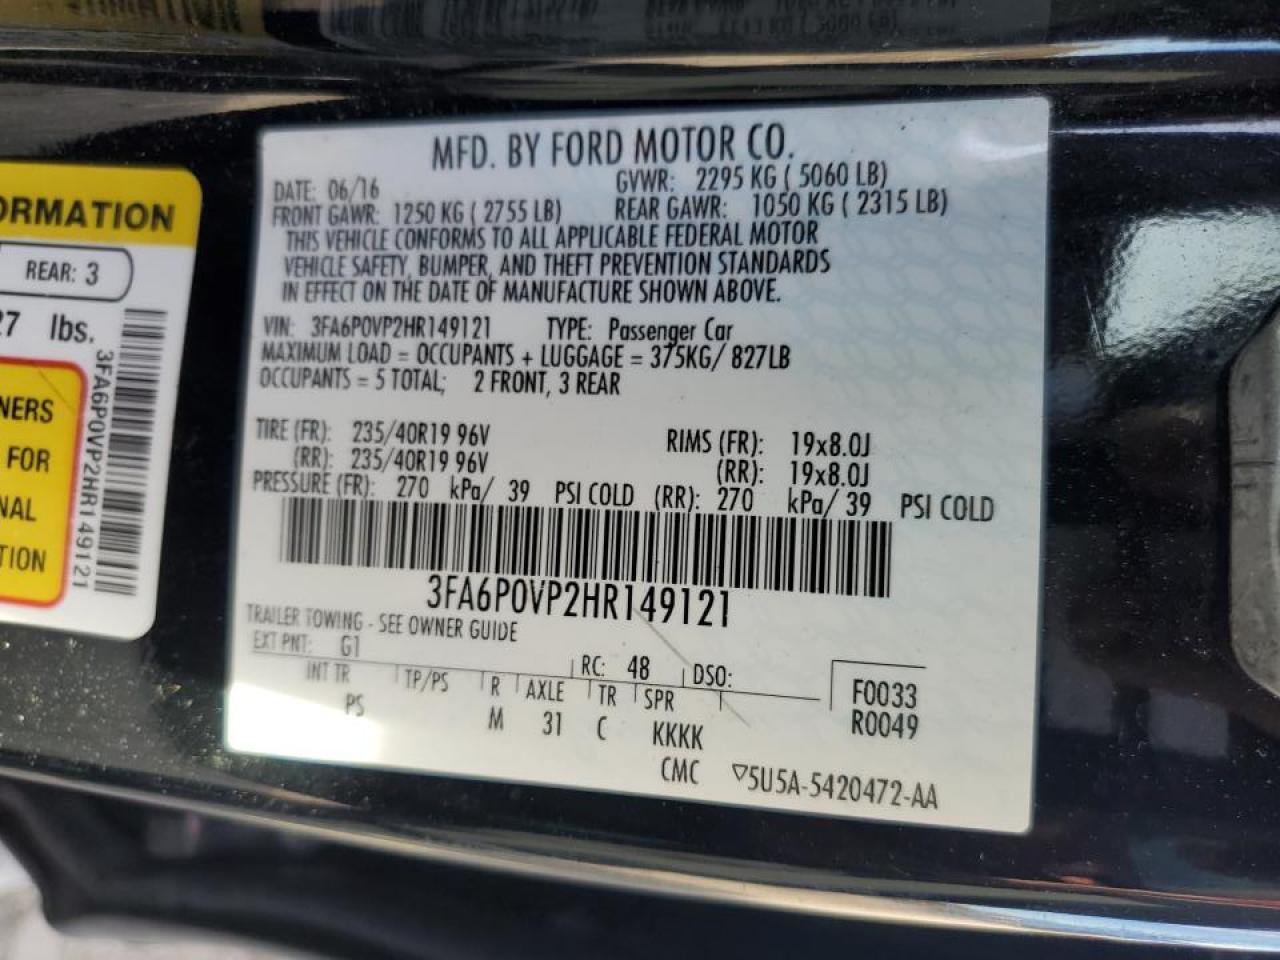 MFD. BY FORD MOTOR CO.
DATE: 06/16 GVWR: 2295 KG ( 5060 LB)
FRONT GAWR: 1250 KG ( 2755 LB) REAR GAWR: 1050 KG ( 2315 LB)
THIS VEHICLE CONFORMS TO ALL APPLICABLE FEDERAL MOTOR
VEHICLE SAFETY, BUMPER, AND THEFT PREVENTION STANDARDS
IN EFFECT ON THE DATE OF MANUFACTURE SHOWN ABOVE.
VIN: 3FA6P0VP2HR149121 TYPE: Passenger Car
MAXIMUM LOAD = OCCUPANTS + LUGGAGE = 375KG/ 827LB
OCCUPANTS = 5 TOTAL; 2 FRONT, 3 REAR
TIRE (FR): 235/40R19 96V RIMS (FR): 19x8.0J
(RR): 235/40R19 96V (RR): 19x8.0J
PRESSURE (FR): 270 kPa/ 39 PSI COLD (RR): 270 kPa/ 39 PSI COLD
3FA6P0VP2HR149121
TRAILER TOWING - SEE OWNER GUIDE
EXT PNT: G1
RC: 48 DSO:
INT TR TP/PS R AXLE TR SPR
PS M 31 C KKKK
F0033
R0049
CMC ▽5U5A-5420472-AA
ORMATION
REAR: 3
27 lbs.
3FA6P0VP2HR149121
NERS
FOR
NAL
TION